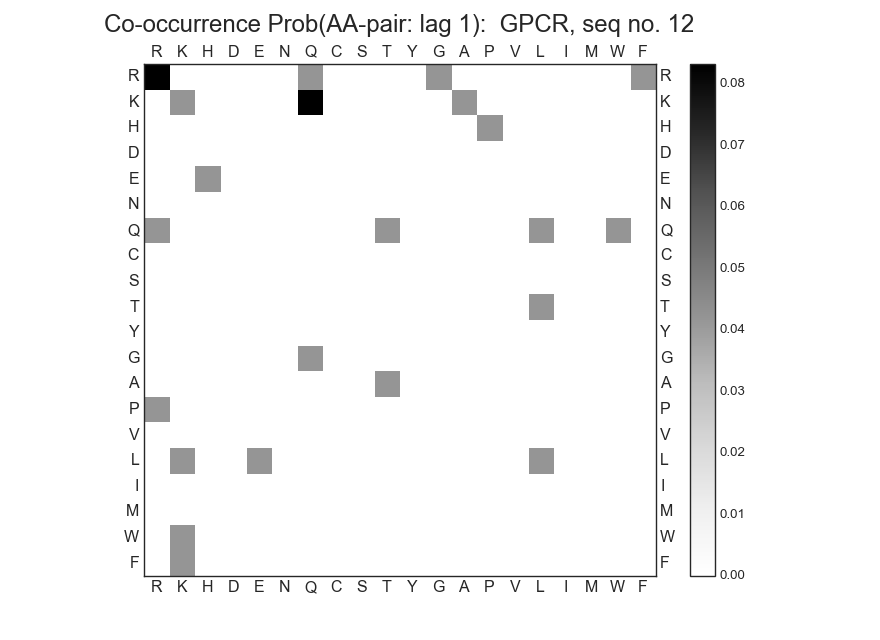 Co-occurrence Prob(AA-pair: lag 1):  GPCR, seq no. 12
R K H D E N Q C S T Y G A P V L I M W F
R R
K K
H H
D D
E E
N N
Q Q
C C
S S
T T
Y Y
G G
A A
P P
V V
L L
I I
M M
W W
F F
R K H D E N Q C S T Y G A P V L I M W F
0.08
0.07
0.06
0.05
0.04
0.03
0.02
0.01
0.00